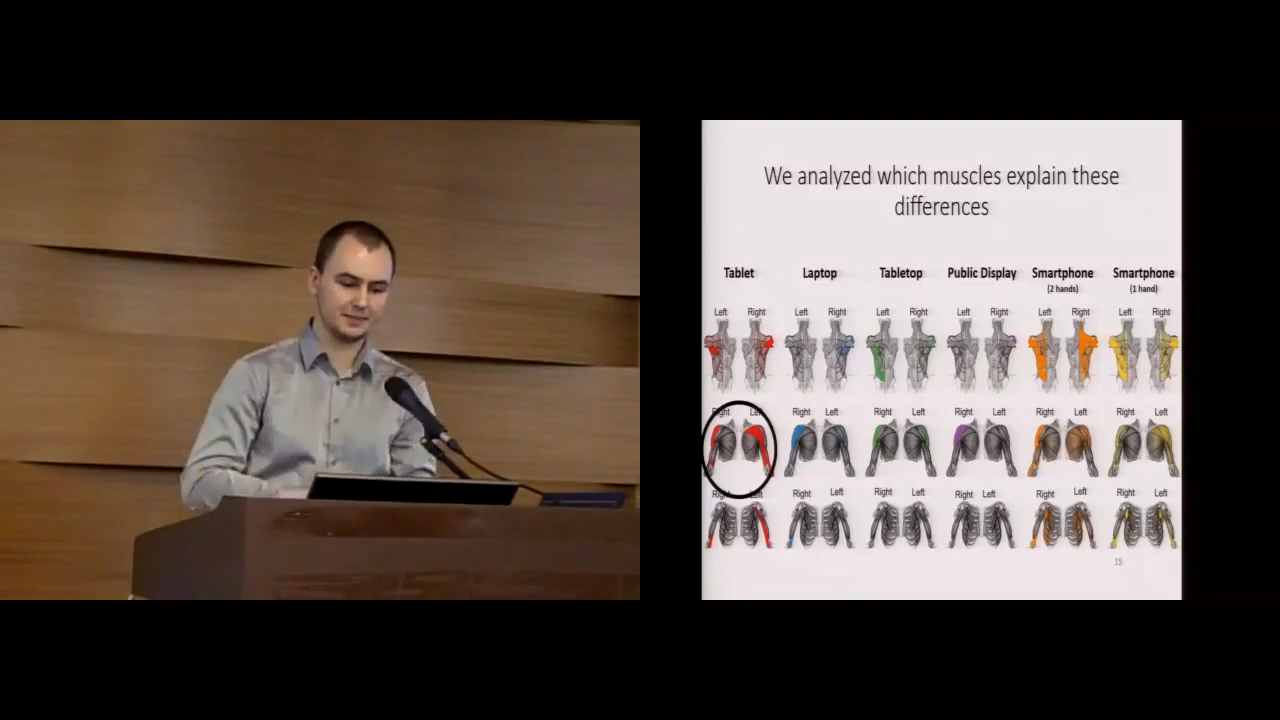 We analyzed which muscles explain these
differences
Tablet Laptop Tabletop Public Display Smartphone Smartphone
(2 hands) (1 hand)
Left Right Left Right Left Right Left Right Left Right Left Right
Right Left Right Left Right Left Right Left Right Left Right Left
Right Left Right Left Right Left Right Left Right Left Right Left
15